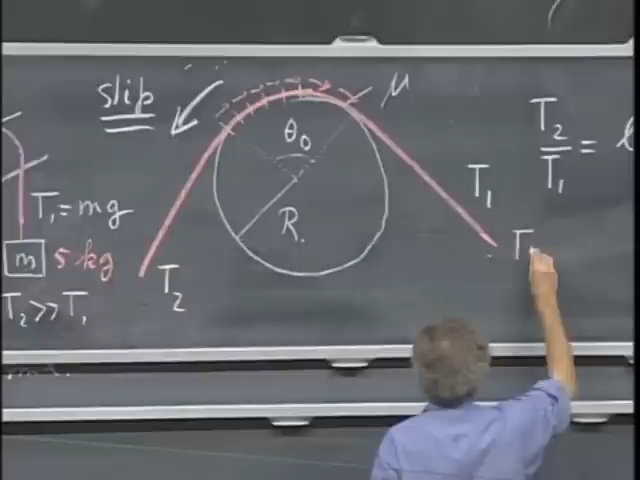 slip
μ
θ₀
R.
T₁
T₂
T₂/T₁ =
T
T₁ = mg
m 5 kg
T₂ >> T₁